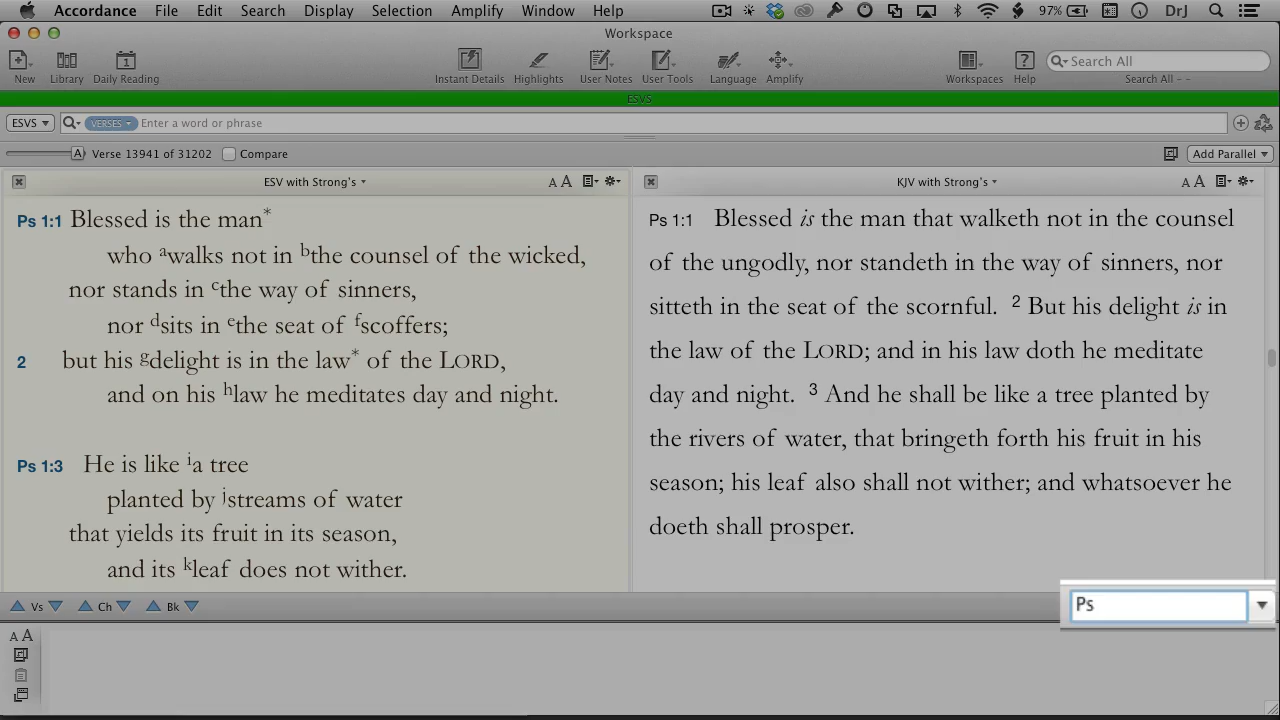 Accordance File Edit Search Display Selection Amplify Window Help 97% DrJ
Workspace
New Library Daily Reading Instant Details Highlights User Notes User Tools Language Amplify Workspaces Help Search All
Search All - -
ESVS
ESVS VERSES Enter a word or phrase
A Verse 13941 of 31202 Compare Add Parallel
ESV with Strong's A A
Ps 1:1 Blessed is the man*
who awalks not in bthe counsel of the wicked,
nor stands in cthe way of sinners,
nor dsits in ethe seat of fscoffers;
2 but his gdelight is in the law* of the LORD,
and on his hlaw he meditates day and night.
Ps 1:3 He is like ia tree
planted by jstreams of water
that yields its fruit in its season,
and its kleaf does not wither.
KJV with Strong's A A
Ps 1:1 Blessed is the man that walketh not in the counsel
of the ungodly, nor standeth in the way of sinners, nor
sitteth in the seat of the scornful. 2 But his delight is in
the law of the LORD; and in his law doth he meditate
day and night. 3 And he shall be like a tree planted by
the rivers of water, that bringeth forth his fruit in his
season; his leaf also shall not wither; and whatsoever he
doeth shall prosper.
Vs Ch Bk Ps
A A